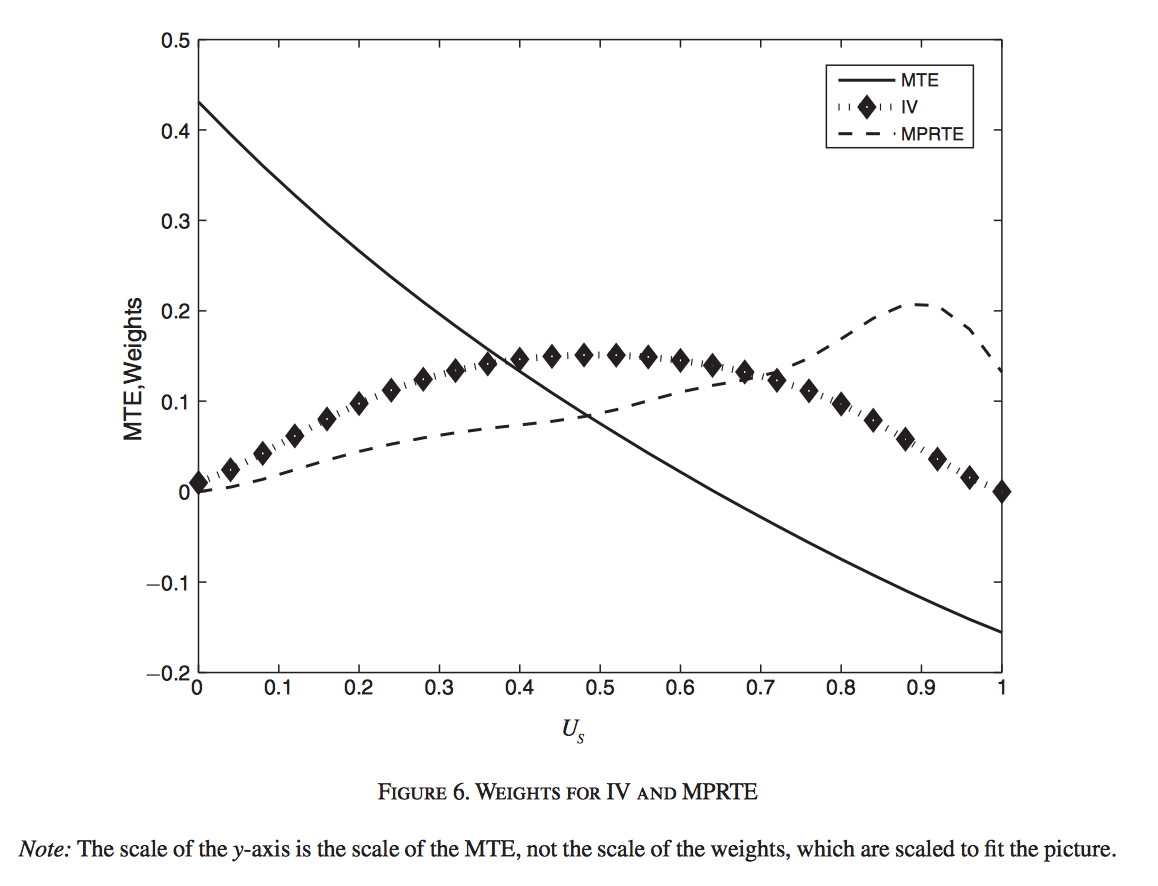 0.5
0.4
0.3
0.2
0.1
0
−0.1
−0.2
MTE,Weights
MTE
IV
MPRTE
0 0.1 0.2 0.3 0.4 0.5 0.6 0.7 0.8 0.9 1
U_S
FIGURE 6. WEIGHTS FOR IV AND MPRTE
Note: The scale of the y-axis is the scale of the MTE, not the scale of the weights, which are scaled to fit the picture.